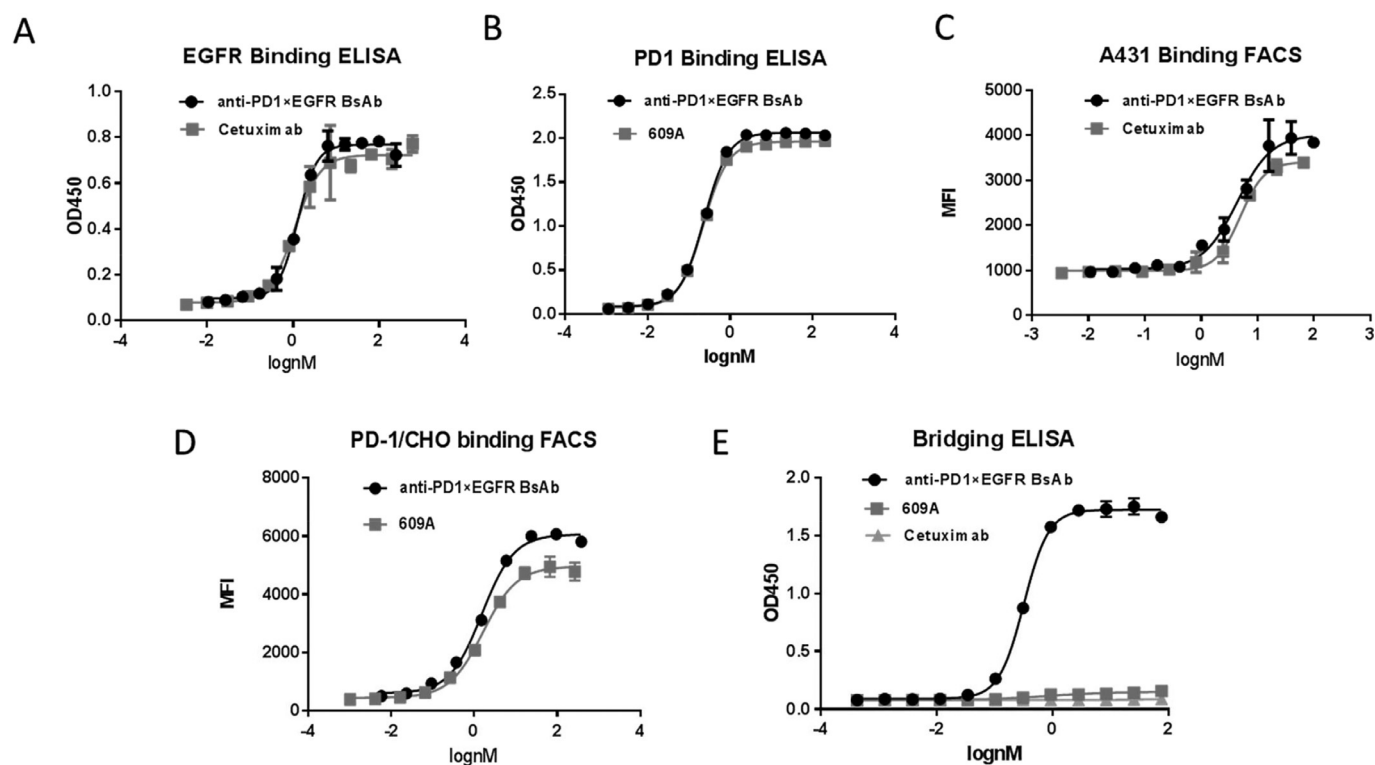 A
EGFR Binding ELISA
anti-PD1×EGFR BsAb
Cetuximab
OD450
1.0
0.8
0.6
0.4
0.2
0.0
-4
-2
0
2
4
lognM
B
PD1 Binding ELISA
anti-PD1×EGFR BsAb
609A
OD450
2.5
2.0
1.5
1.0
0.5
0.0
-4
-2
0
2
4
lognM
C
A431 Binding FACS
anti-PD1×EGFR BsAb
Cetuximab
MFI
5000
4000
3000
2000
1000
0
-3
-2
-1
0
1
2
3
lognM
D
PD-1/CHO binding FACS
anti-PD1×EGFR BsAb
609A
MFI
8000
6000
4000
2000
0
-4
-2
0
2
4
lognM
E
Bridging ELISA
anti-PD1×EGFR BsAb
609A
Cetuximab
OD450
2.0
1.5
1.0
0.5
0.0
-4
-2
0
2
lognM